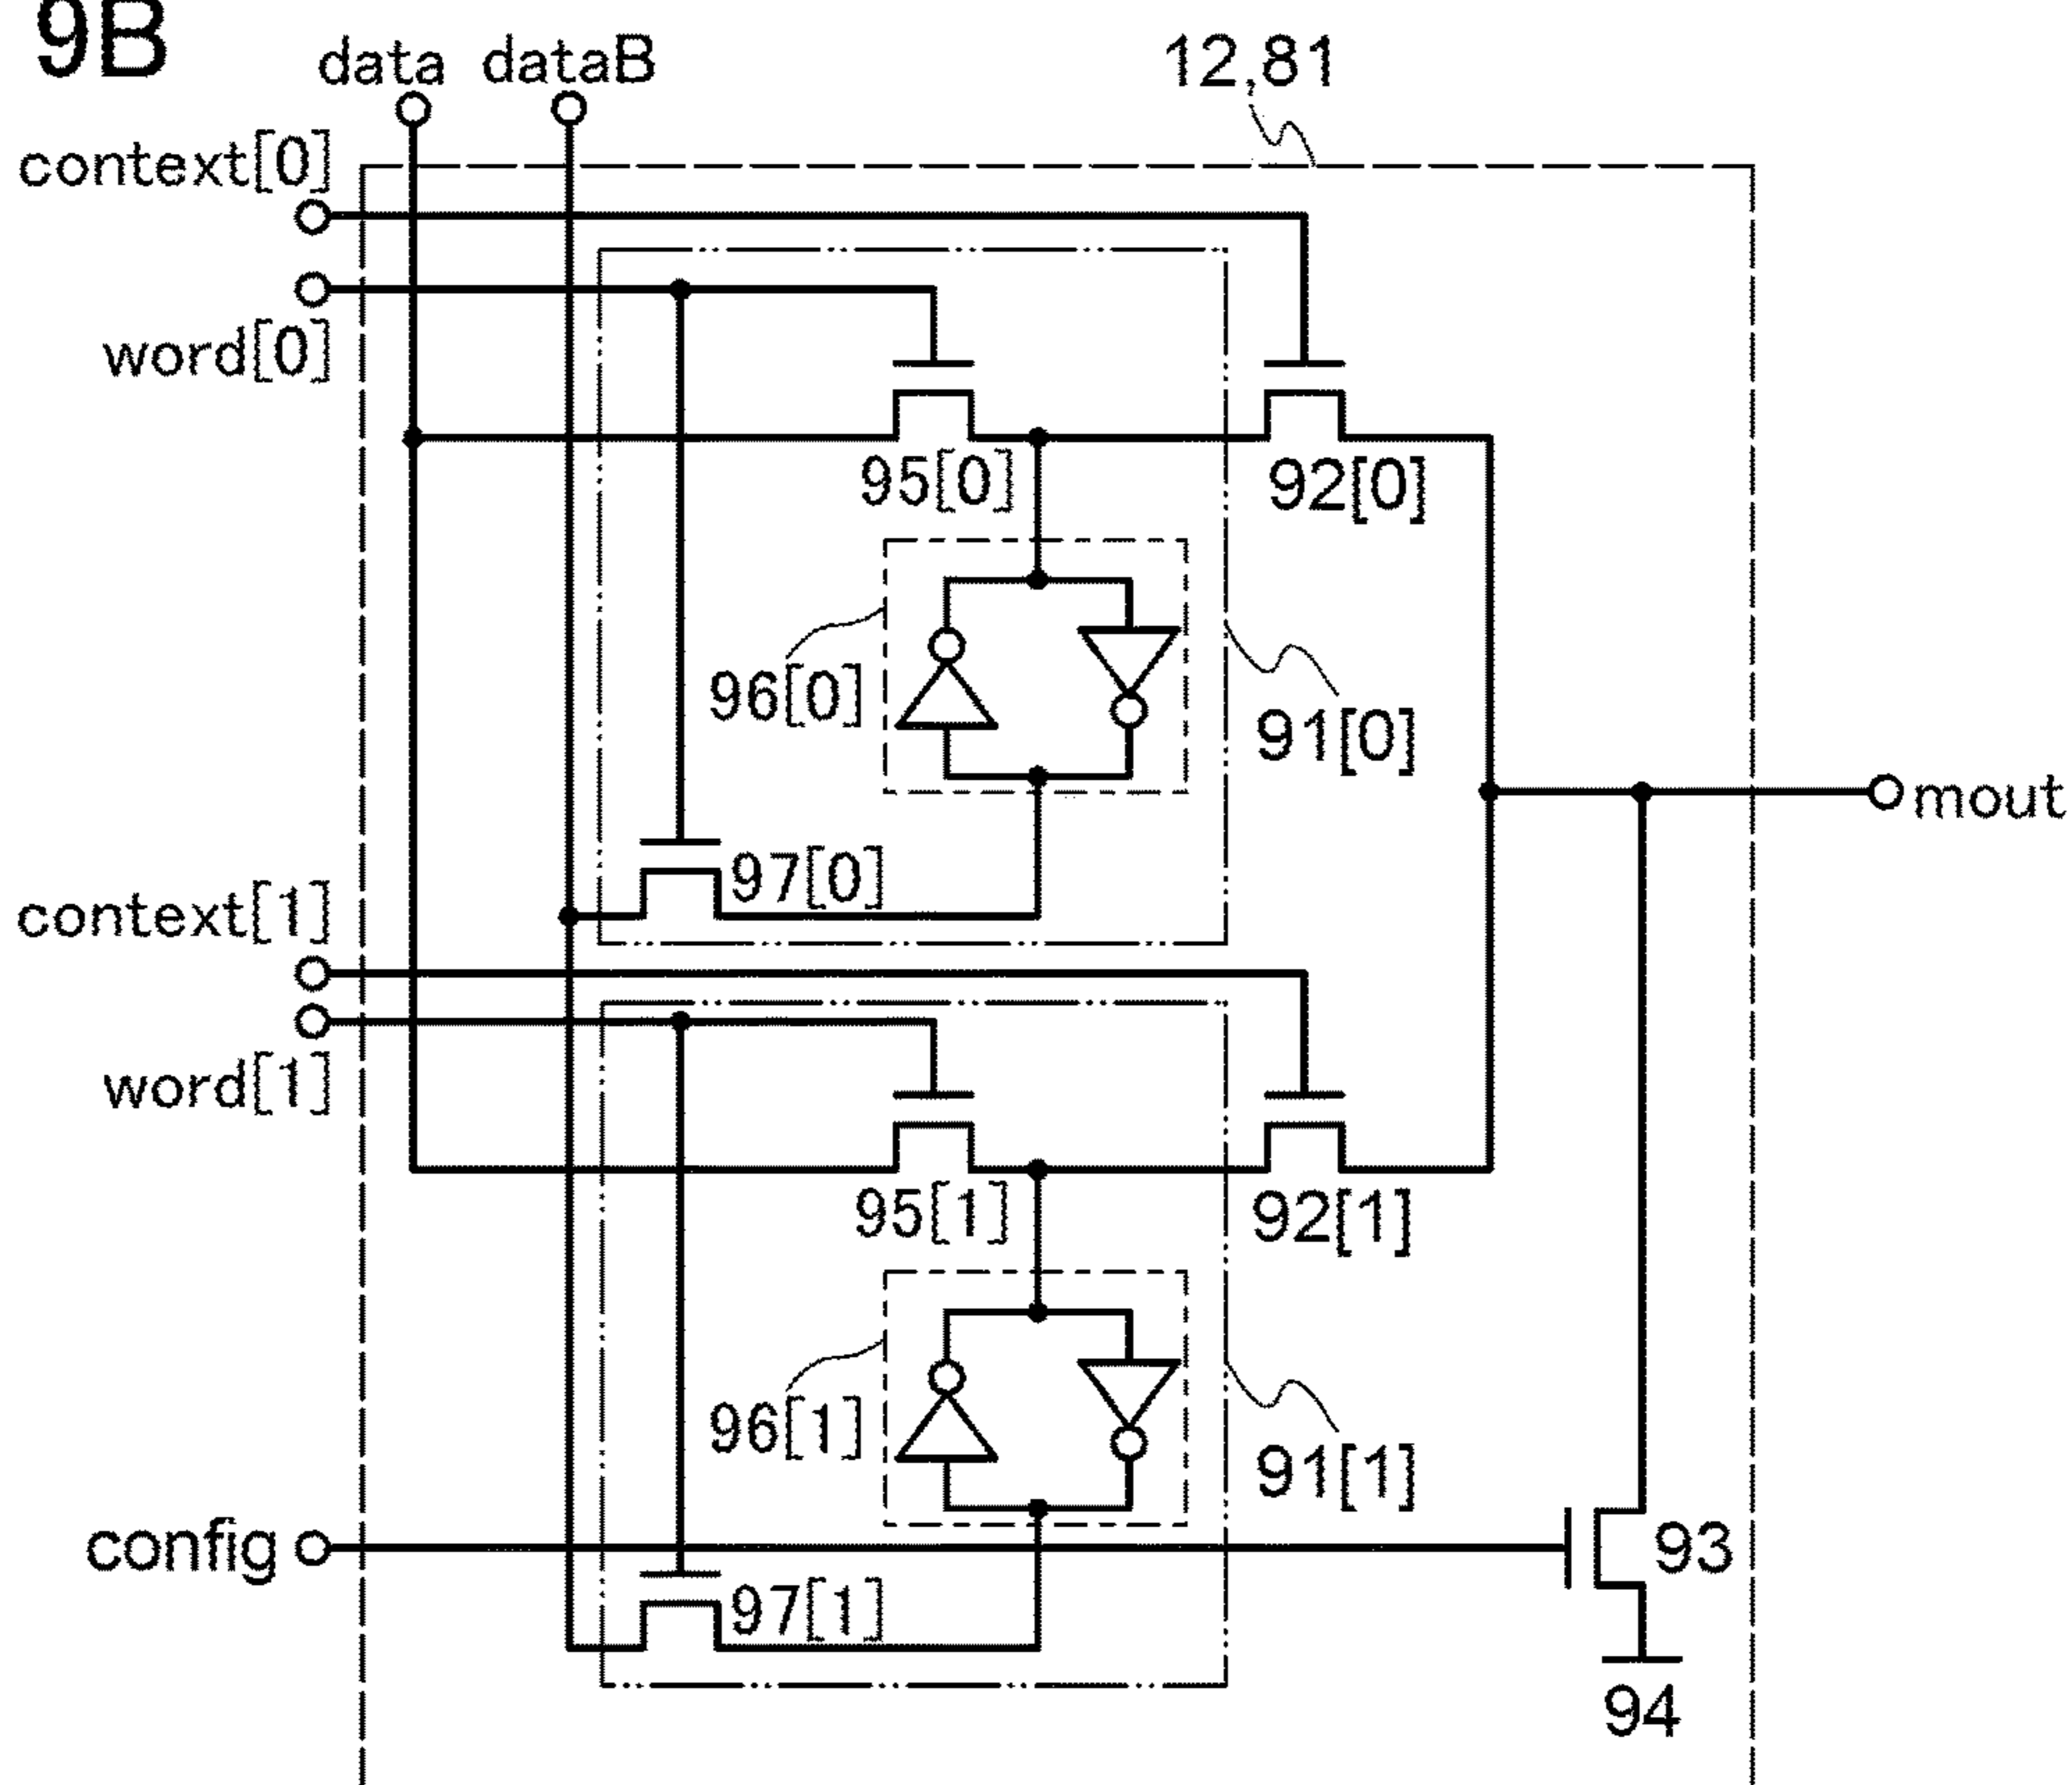 9B
data dataB
12,81
context[0]
word[0]
95[0]
92[0]
96[0]
91[0]
mout
97[0]
context[1]
word[1]
95[1]
92[1]
96[1]
91[1]
config
93
97[1]
94